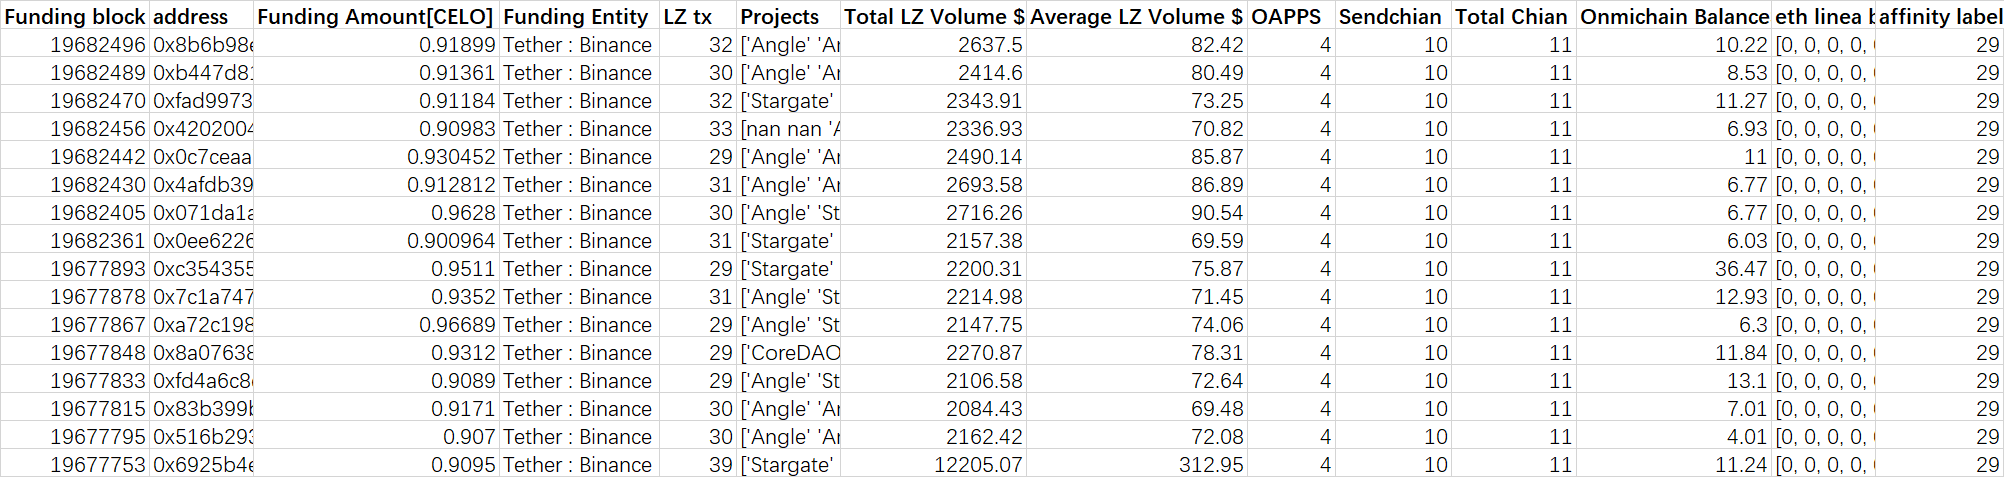 Funding block address Funding Amount[CELO] Funding Entity LZ tx Projects Total LZ Volume $ Average LZ Volume $ OAPPS Sendchian Total Chian Onmichain Balance eth linea b affinity label
19682496 0x8b6b98e 0.91899 Tether : Binance 32 ['Angle' 'Ar 2637.5 82.42 4 10 11 10.22 [0, 0, 0, 0, 29
19682489 0xb447d81 0.91361 Tether : Binance 30 ['Angle' 'Ar 2414.6 80.49 4 10 11 8.53 [0, 0, 0, 0, 29
19682470 0xfad9973 0.91184 Tether : Binance 32 ['Stargate' 2343.91 73.25 4 10 11 11.27 [0, 0, 0, 0, 29
19682456 0x4202004 0.90983 Tether : Binance 33 [nan nan 'A 2336.93 70.82 4 10 11 6.93 [0, 0, 0, 0, 29
19682442 0x0c7ceaa 0.930452 Tether : Binance 29 ['Angle' 'Ar 2490.14 85.87 4 10 11 11 [0, 0, 0, 0, 29
19682430 0x4afdb39 0.912812 Tether : Binance 31 ['Angle' 'Ar 2693.58 86.89 4 10 11 6.77 [0, 0, 0, 0, 29
19682405 0x071da1a 0.9628 Tether : Binance 30 ['Angle' 'St 2716.26 90.54 4 10 11 6.77 [0, 0, 0, 0, 29
19682361 0x0ee6226 0.900964 Tether : Binance 31 ['Stargate' 2157.38 69.59 4 10 11 6.03 [0, 0, 0, 0, 29
19677893 0xc354355 0.9511 Tether : Binance 29 ['Stargate' 2200.31 75.87 4 10 11 36.47 [0, 0, 0, 0, 29
19677878 0x7c1a747 0.9352 Tether : Binance 31 ['Angle' 'St 2214.98 71.45 4 10 11 12.93 [0, 0, 0, 0, 29
19677867 0xa72c198 0.96689 Tether : Binance 29 ['Angle' 'St 2147.75 74.06 4 10 11 6.3 [0, 0, 0, 0, 29
19677848 0x8a07638 0.9312 Tether : Binance 29 ['CoreDAO 2270.87 78.31 4 10 11 11.84 [0, 0, 0, 0, 29
19677833 0xfd4a6c8 0.9089 Tether : Binance 29 ['Angle' 'St 2106.58 72.64 4 10 11 13.1 [0, 0, 0, 0, 29
19677815 0x83b399b 0.9171 Tether : Binance 30 ['Angle' 'Ar 2084.43 69.48 4 10 11 7.01 [0, 0, 0, 0, 29
19677795 0x516b293 0.907 Tether : Binance 30 ['Angle' 'Ar 2162.42 72.08 4 10 11 4.01 [0, 0, 0, 0, 29
19677753 0x6925b4e 0.9095 Tether : Binance 39 ['Stargate' 12205.07 312.95 4 10 11 11.24 [0, 0, 0, 0, 29